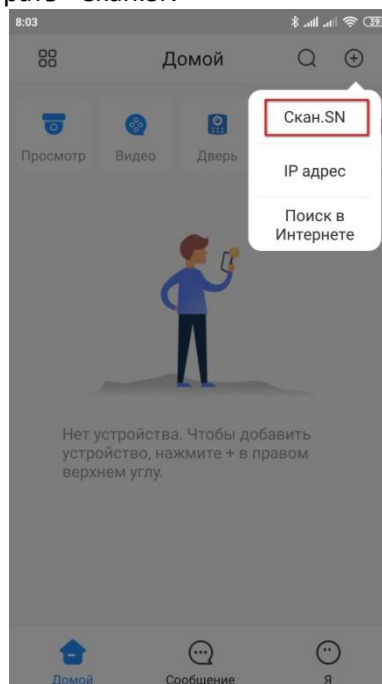 8:03
39
Домой
Скан.SN
IP адрес
Поиск в
Интернете
Просмотр Видео Дверь
Нет устройства. Чтобы добавить
устройство, нажмите + в правом
верхнем углу.
Домой Сообщение Я